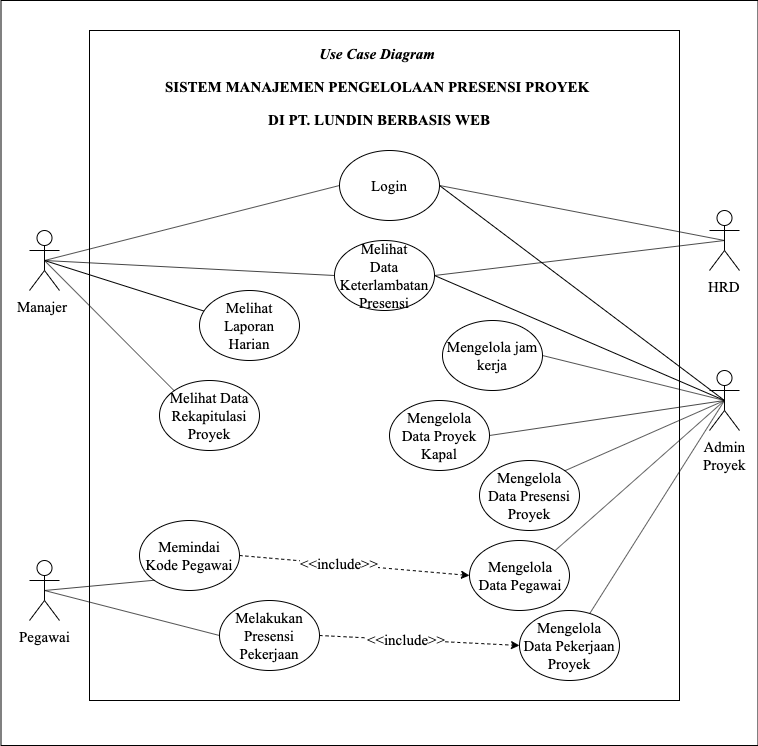 Use Case Diagram
SISTEM MANAJEMEN PENGELOLAAN PRESENSI PROYEK
DI PT. LUNDIN BERBASIS WEB
Login
Melihat
Data
Keterlambatan
Presensi
Manajer
HRD
Melihat
Laporan
Harian
Mengelola jam
kerja
Melihat Data
Rekapitulasi
Proyek
Mengelola
Data Proyek
Kapal
Admin
Proyek
Mengelola
Data Presensi
Proyek
Memindai
Kode Pegawai
<<include>>
Mengelola
Data Pegawai
Pegawai
Melakukan
Presensi
Pekerjaan
<<include>>
Mengelola
Data Pekerjaan
Proyek